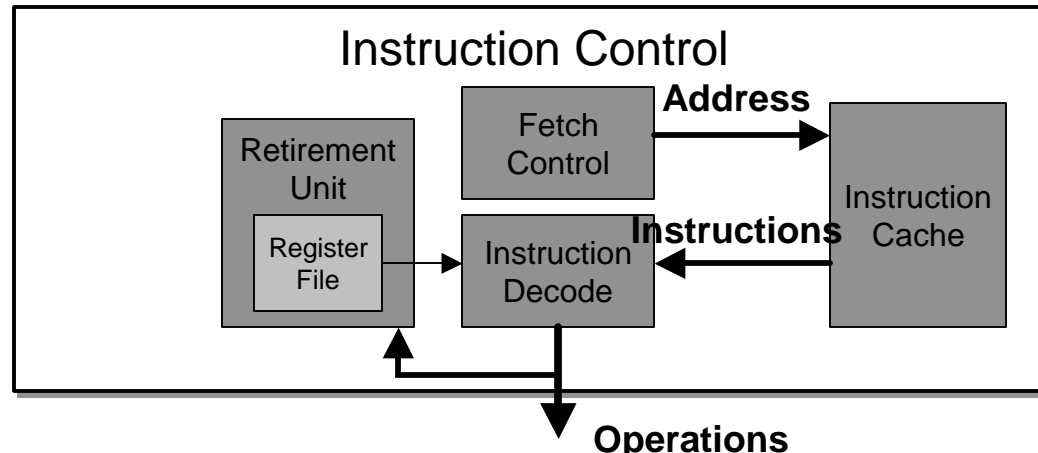 Instruction Control
Address
Fetch
Control
Retirement
Unit
Instruction
Cache
Instructions
Register
File
Instruction
Decode
Operations